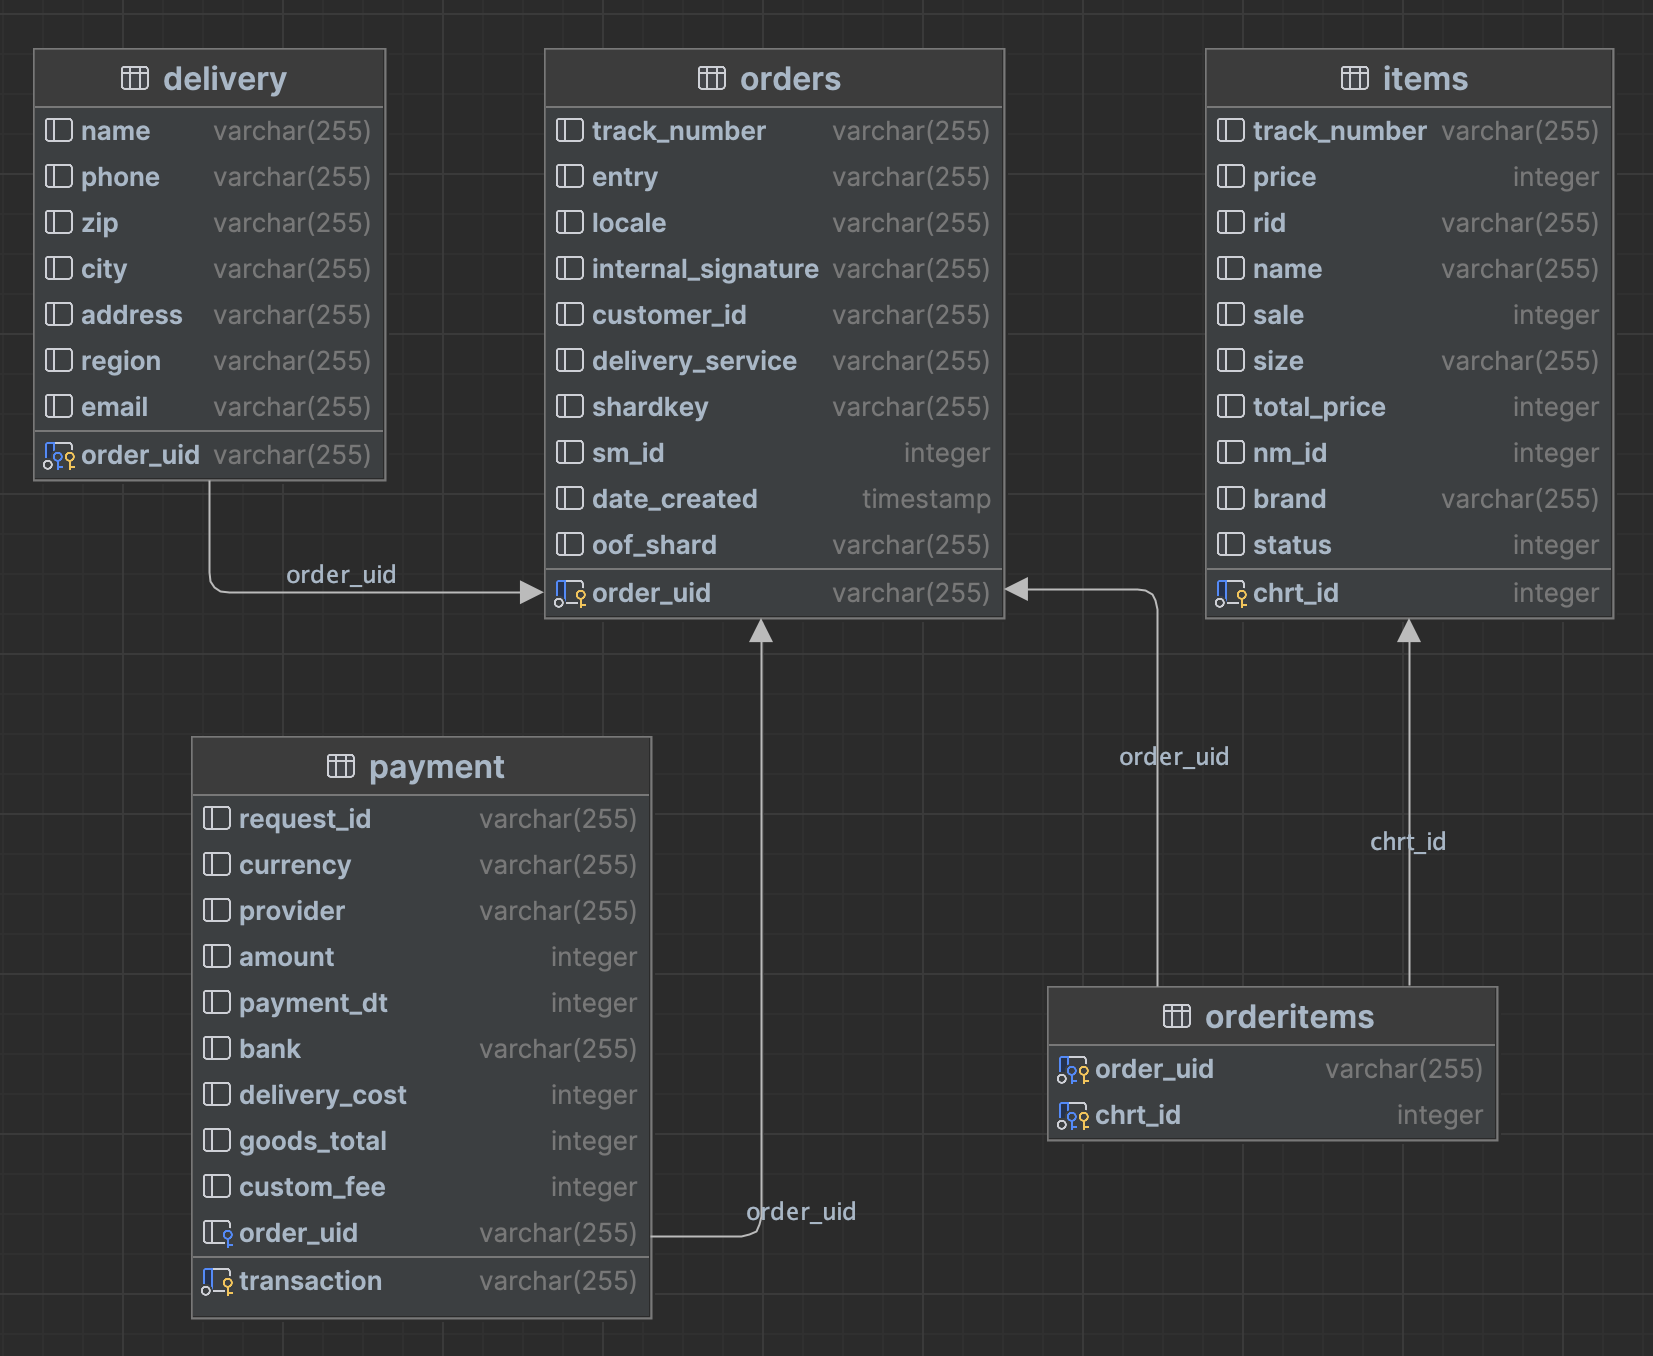 delivery
name varchar(255)
phone varchar(255)
zip varchar(255)
city varchar(255)
address varchar(255)
region varchar(255)
email varchar(255)
order_uid varchar(255)
orders
track_number varchar(255)
entry varchar(255)
locale varchar(255)
internal_signature varchar(255)
customer_id varchar(255)
delivery_service varchar(255)
shardkey varchar(255)
sm_id integer
date_created timestamp
oof_shard varchar(255)
order_uid varchar(255)
items
track_number varchar(255)
price integer
rid varchar(255)
name varchar(255)
sale integer
size varchar(255)
total_price integer
nm_id integer
brand varchar(255)
status integer
chrt_id integer
order_uid
order_uid
chrt_id
payment
request_id varchar(255)
currency varchar(255)
provider varchar(255)
amount integer
payment_dt integer
bank varchar(255)
delivery_cost integer
goods_total integer
custom_fee integer
order_uid varchar(255)
transaction varchar(255)
order_uid
orderitems
order_uid varchar(255)
chrt_id integer